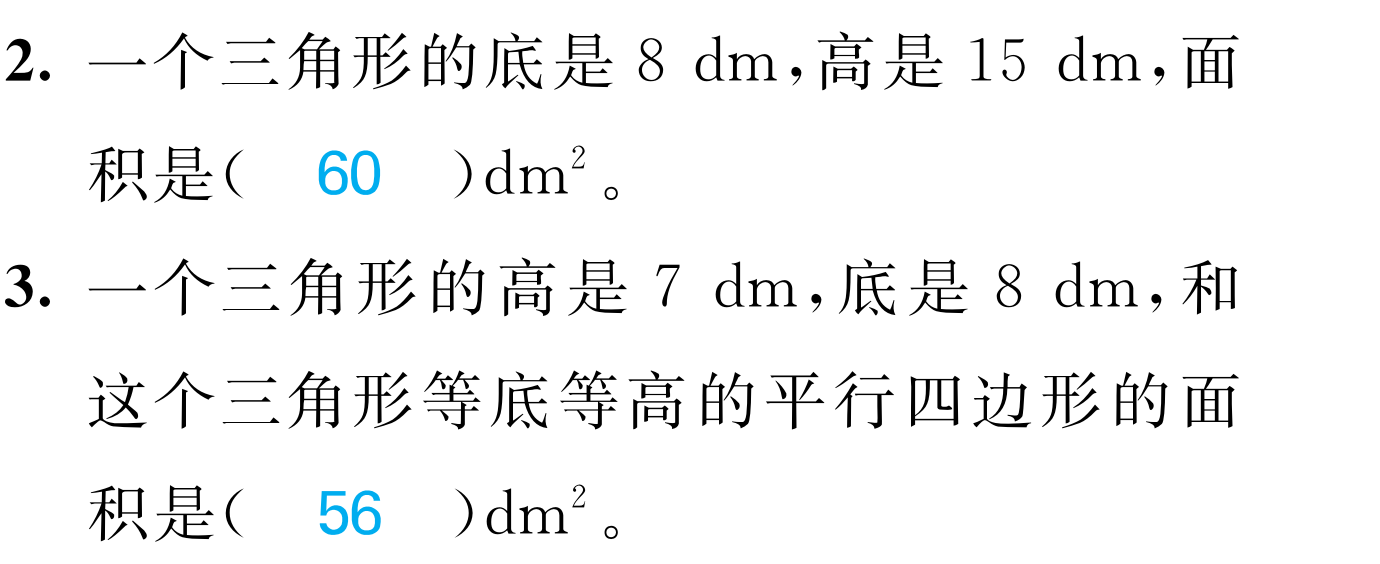 2. 一个三角形的底是 8 dm,高是 15 dm,面
积是( 60 )dm²。
3. 一个三角形的高是 7 dm,底是 8 dm,和
这个三角形等底等高的平行四边形的面
积是( 56 )dm²。